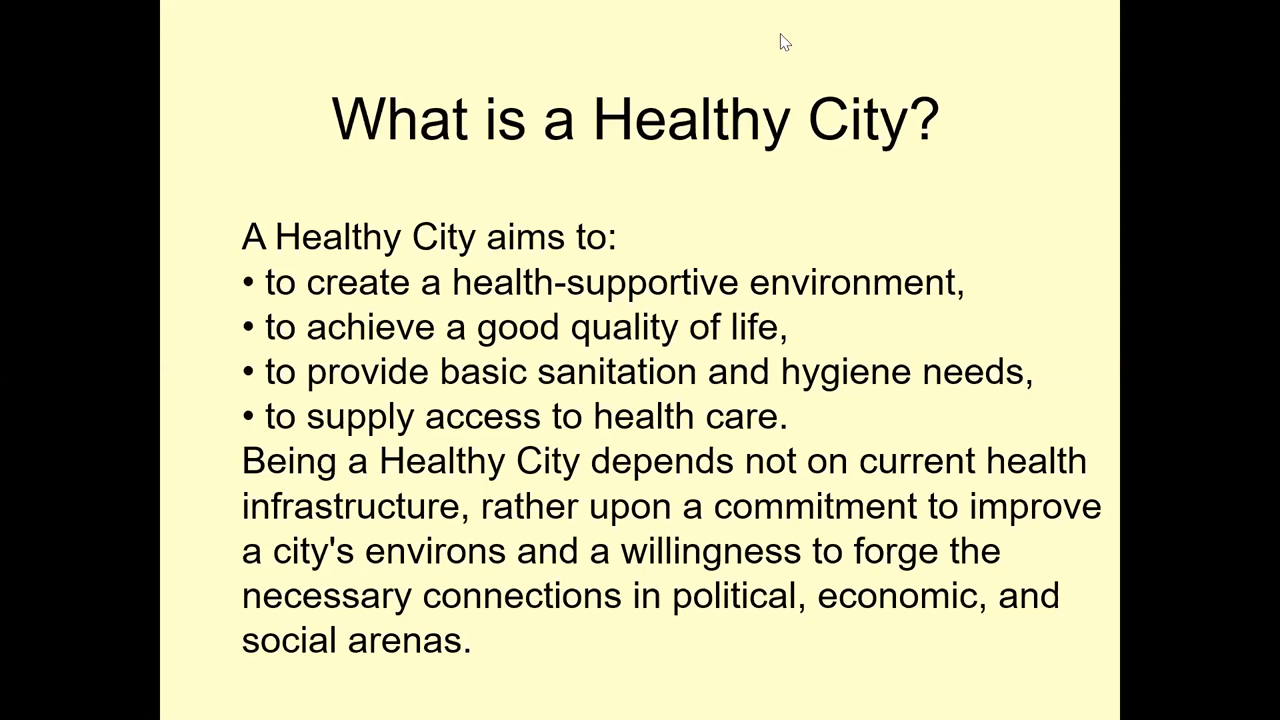 What is a Healthy City?
A Healthy City aims to:
• to create a health-supportive environment,
• to achieve a good quality of life,
• to provide basic sanitation and hygiene needs,
• to supply access to health care.
Being a Healthy City depends not on current health
infrastructure, rather upon a commitment to improve
a city's environs and a willingness to forge the
necessary connections in political, economic, and
social arenas.